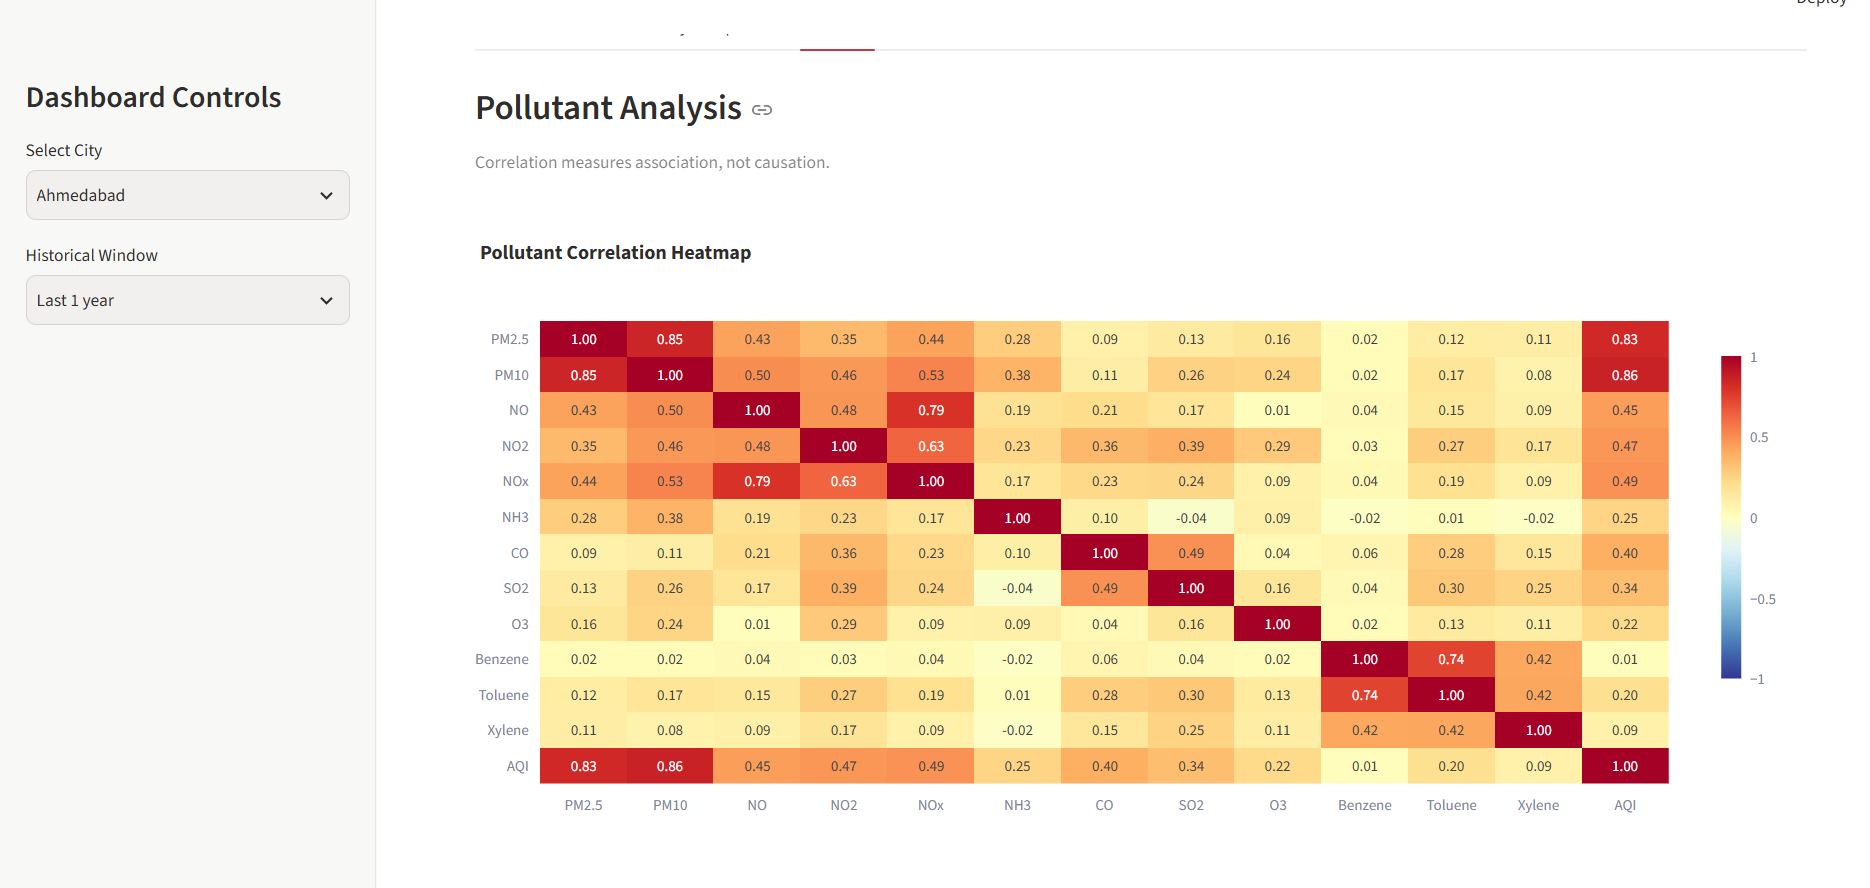 Deploy
Dashboard Controls
Select City
Ahmedabad
Historical Window
Last 1 year
Pollutant Analysis
Correlation measures association, not causation.
Pollutant Correlation Heatmap
PM2.5 1.00 0.85 0.43 0.35 0.44 0.28 0.09 0.13 0.16 0.02 0.12 0.11 0.83
PM10 0.85 1.00 0.50 0.46 0.53 0.38 0.11 0.26 0.24 0.02 0.17 0.08 0.86
NO 0.43 0.50 1.00 0.48 0.79 0.19 0.21 0.17 0.01 0.04 0.15 0.09 0.45
NO2 0.35 0.46 0.48 1.00 0.63 0.23 0.36 0.39 0.29 0.03 0.27 0.17 0.47
NOx 0.44 0.53 0.79 0.63 1.00 0.17 0.23 0.24 0.09 0.04 0.19 0.09 0.49
NH3 0.28 0.38 0.19 0.23 0.17 1.00 0.10 -0.04 0.09 -0.02 0.01 -0.02 0.25
CO 0.09 0.11 0.21 0.36 0.23 0.10 1.00 0.49 0.04 0.06 0.28 0.15 0.40
SO2 0.13 0.26 0.17 0.39 0.24 -0.04 0.49 1.00 0.16 0.04 0.30 0.25 0.34
O3 0.16 0.24 0.01 0.29 0.09 0.09 0.04 0.16 1.00 0.02 0.13 0.11 0.22
Benzene 0.02 0.02 0.04 0.03 0.04 -0.02 0.06 0.04 0.02 1.00 0.74 0.42 0.01
Toluene 0.12 0.17 0.15 0.27 0.19 0.01 0.28 0.30 0.13 0.74 1.00 0.42 0.20
Xylene 0.11 0.08 0.09 0.17 0.09 -0.02 0.15 0.25 0.11 0.42 0.42 1.00 0.09
AQI 0.83 0.86 0.45 0.47 0.49 0.25 0.40 0.34 0.22 0.01 0.20 0.09 1.00
PM2.5 PM10 NO NO2 NOx NH3 CO SO2 O3 Benzene Toluene Xylene AQI
1
0.5
0
−0.5
−1